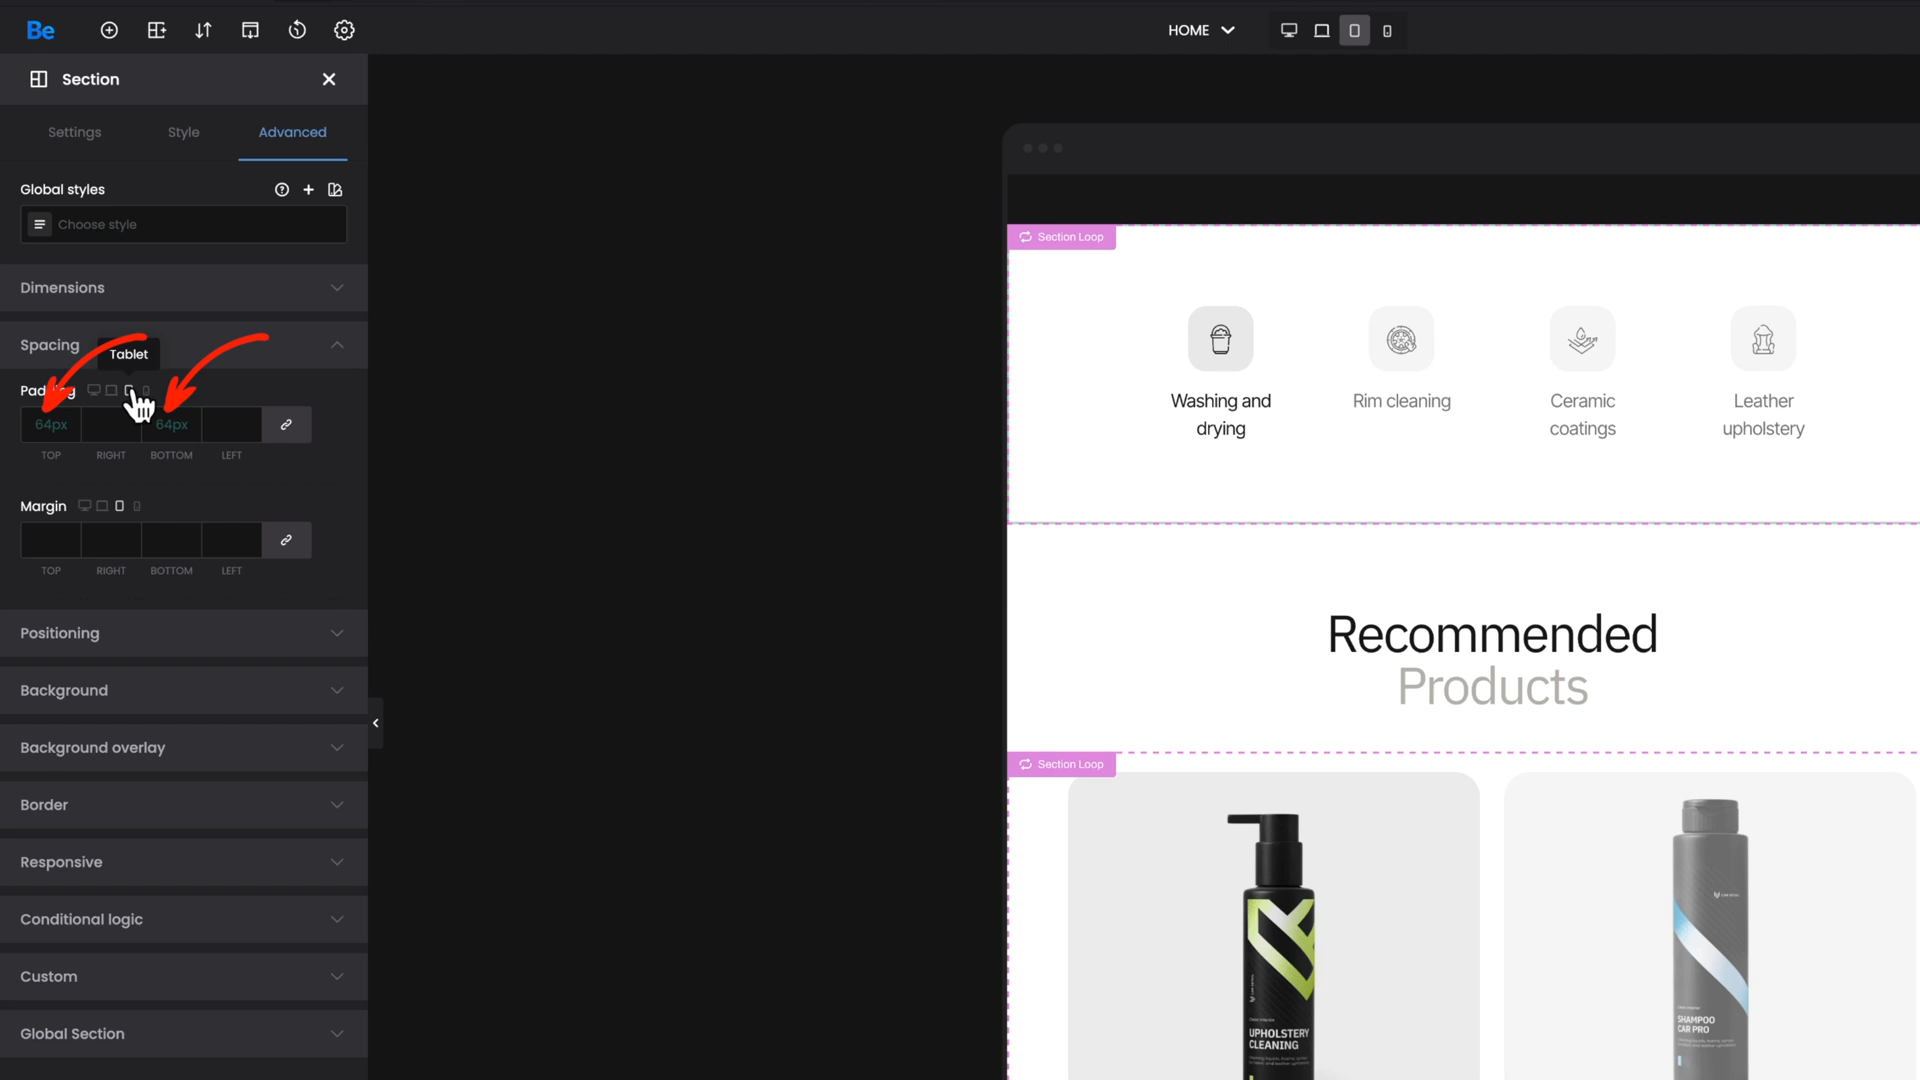 Be
HOME
Section
Settings
Style
Advanced
Global styles
Choose style
Dimensions
Spacing
Tablet
Padding
64px
64px
TOP
RIGHT
BOTTOM
LEFT
Margin
TOP
RIGHT
BOTTOM
LEFT
Positioning
Background
Background overlay
Border
Responsive
Conditional logic
Custom
Global Section
Section Loop
Washing and
drying
Rim cleaning
Ceramic
coatings
Leather
upholstery
Recommended
Products
Section Loop
UPHOLSTERY
CLEANING
SHAMPOO
CAR PRO